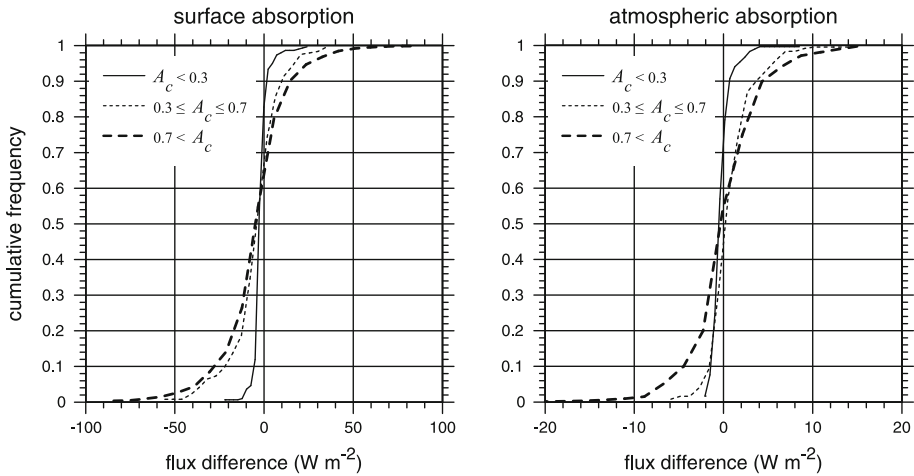 surface absorption
1
0.9
0.8
0.7
0.6
0.5
0.4
0.3
0.2
0.1
0
cumulative frequency
A_c < 0.3
0.3 ≤ A_c ≤ 0.7
0.7 < A_c
-100 -50 0 50 100
flux difference (W m⁻²)
atmospheric absorption
1
0.9
0.8
0.7
0.6
0.5
0.4
0.3
0.2
0.1
0
A_c < 0.3
0.3 ≤ A_c ≤ 0.7
0.7 < A_c
-20 -10 0 10 20
flux difference (W m⁻²)